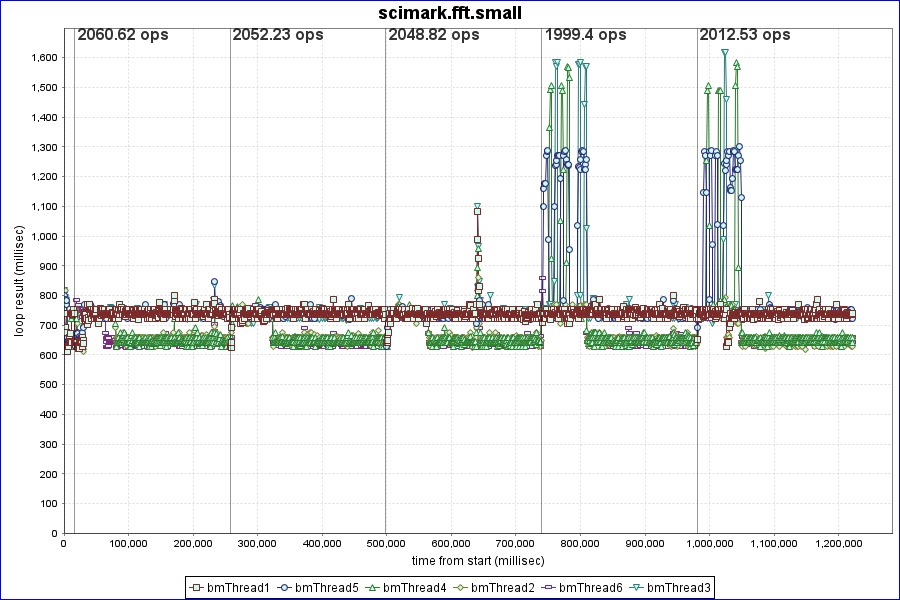 scimark.fft.small
2060.62 ops 2052.23 ops 2048.82 ops 1999.4 ops 2012.53 ops
1,600
1,500
1,400
1,300
1,200
1,100
1,000
900
800
700
600
500
400
300
200
100
0
loop result (millisec)
0 100,000 200,000 300,000 400,000 500,000 600,000 700,000 800,000 900,000 1,000,000 1,100,000 1,200,000
time from start (millisec)
bmThread1 bmThread5 bmThread4 bmThread2 bmThread6 bmThread3